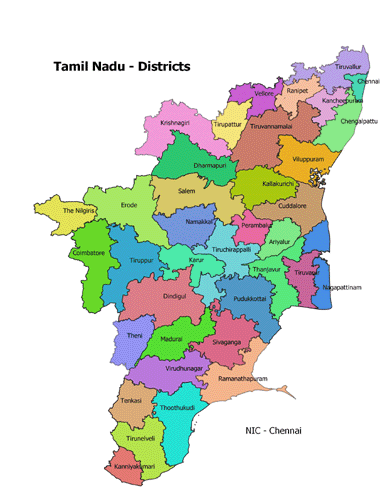 Tamil Nadu - Districts
Tiruvallur
Chennai
Vellore
Ranipet
Kancheepuram
Tirupattur
Krishnagiri
Chengalpattu
Tiruvannamalai
Viluppuram
Dharmapuri
Kallakurichi
Salem
The Nilgiris
Erode
Cuddalore
Namakkal
Perambalur
Ariyalur
Coimbatore
Tiruppur
Karur
Tiruchirappalli
Thanjavur
Tiruvarur
Nagapattinam
Dindigul
Pudukkottai
Theni
Madurai
Sivaganga
Virudhunagar
Ramanathapuram
Tenkasi
Thoothukudi
Tirunelveli
NIC - Chennai
Kanniyakumari